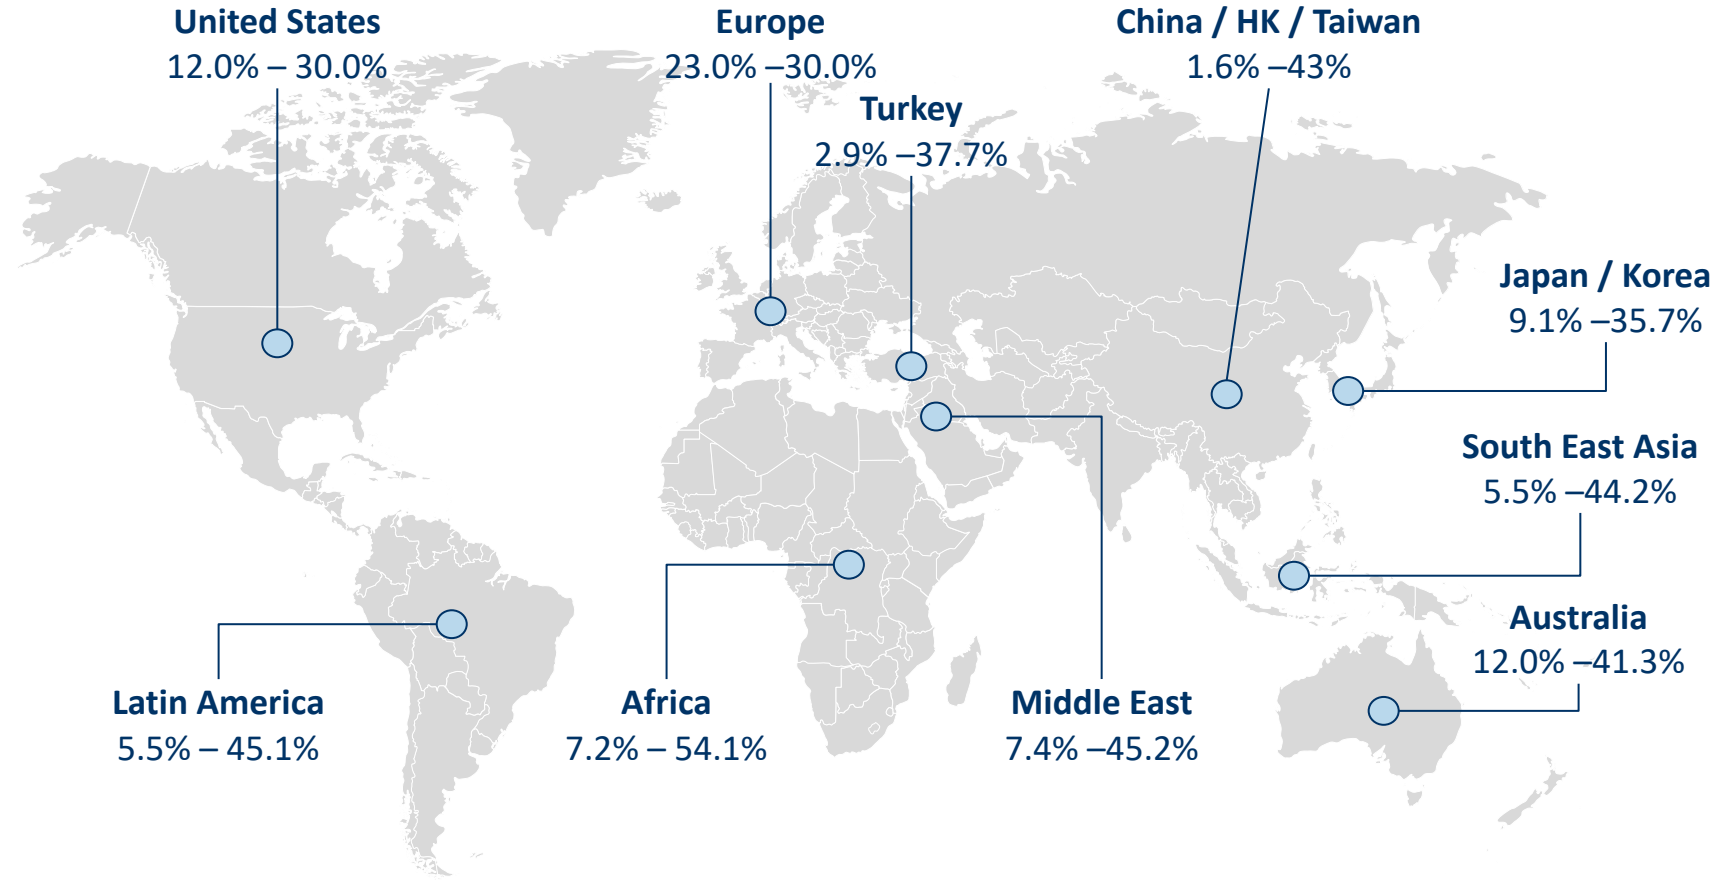 United States
12.0% – 30.0%
Europe
23.0% –30.0%
China / HK / Taiwan
1.6% –43%
Turkey
2.9% –37.7%
Japan / Korea
9.1% –35.7%
South East Asia
5.5% –44.2%
Australia
12.0% –41.3%
Latin America
5.5% – 45.1%
Africa
7.2% – 54.1%
Middle East
7.4% –45.2%